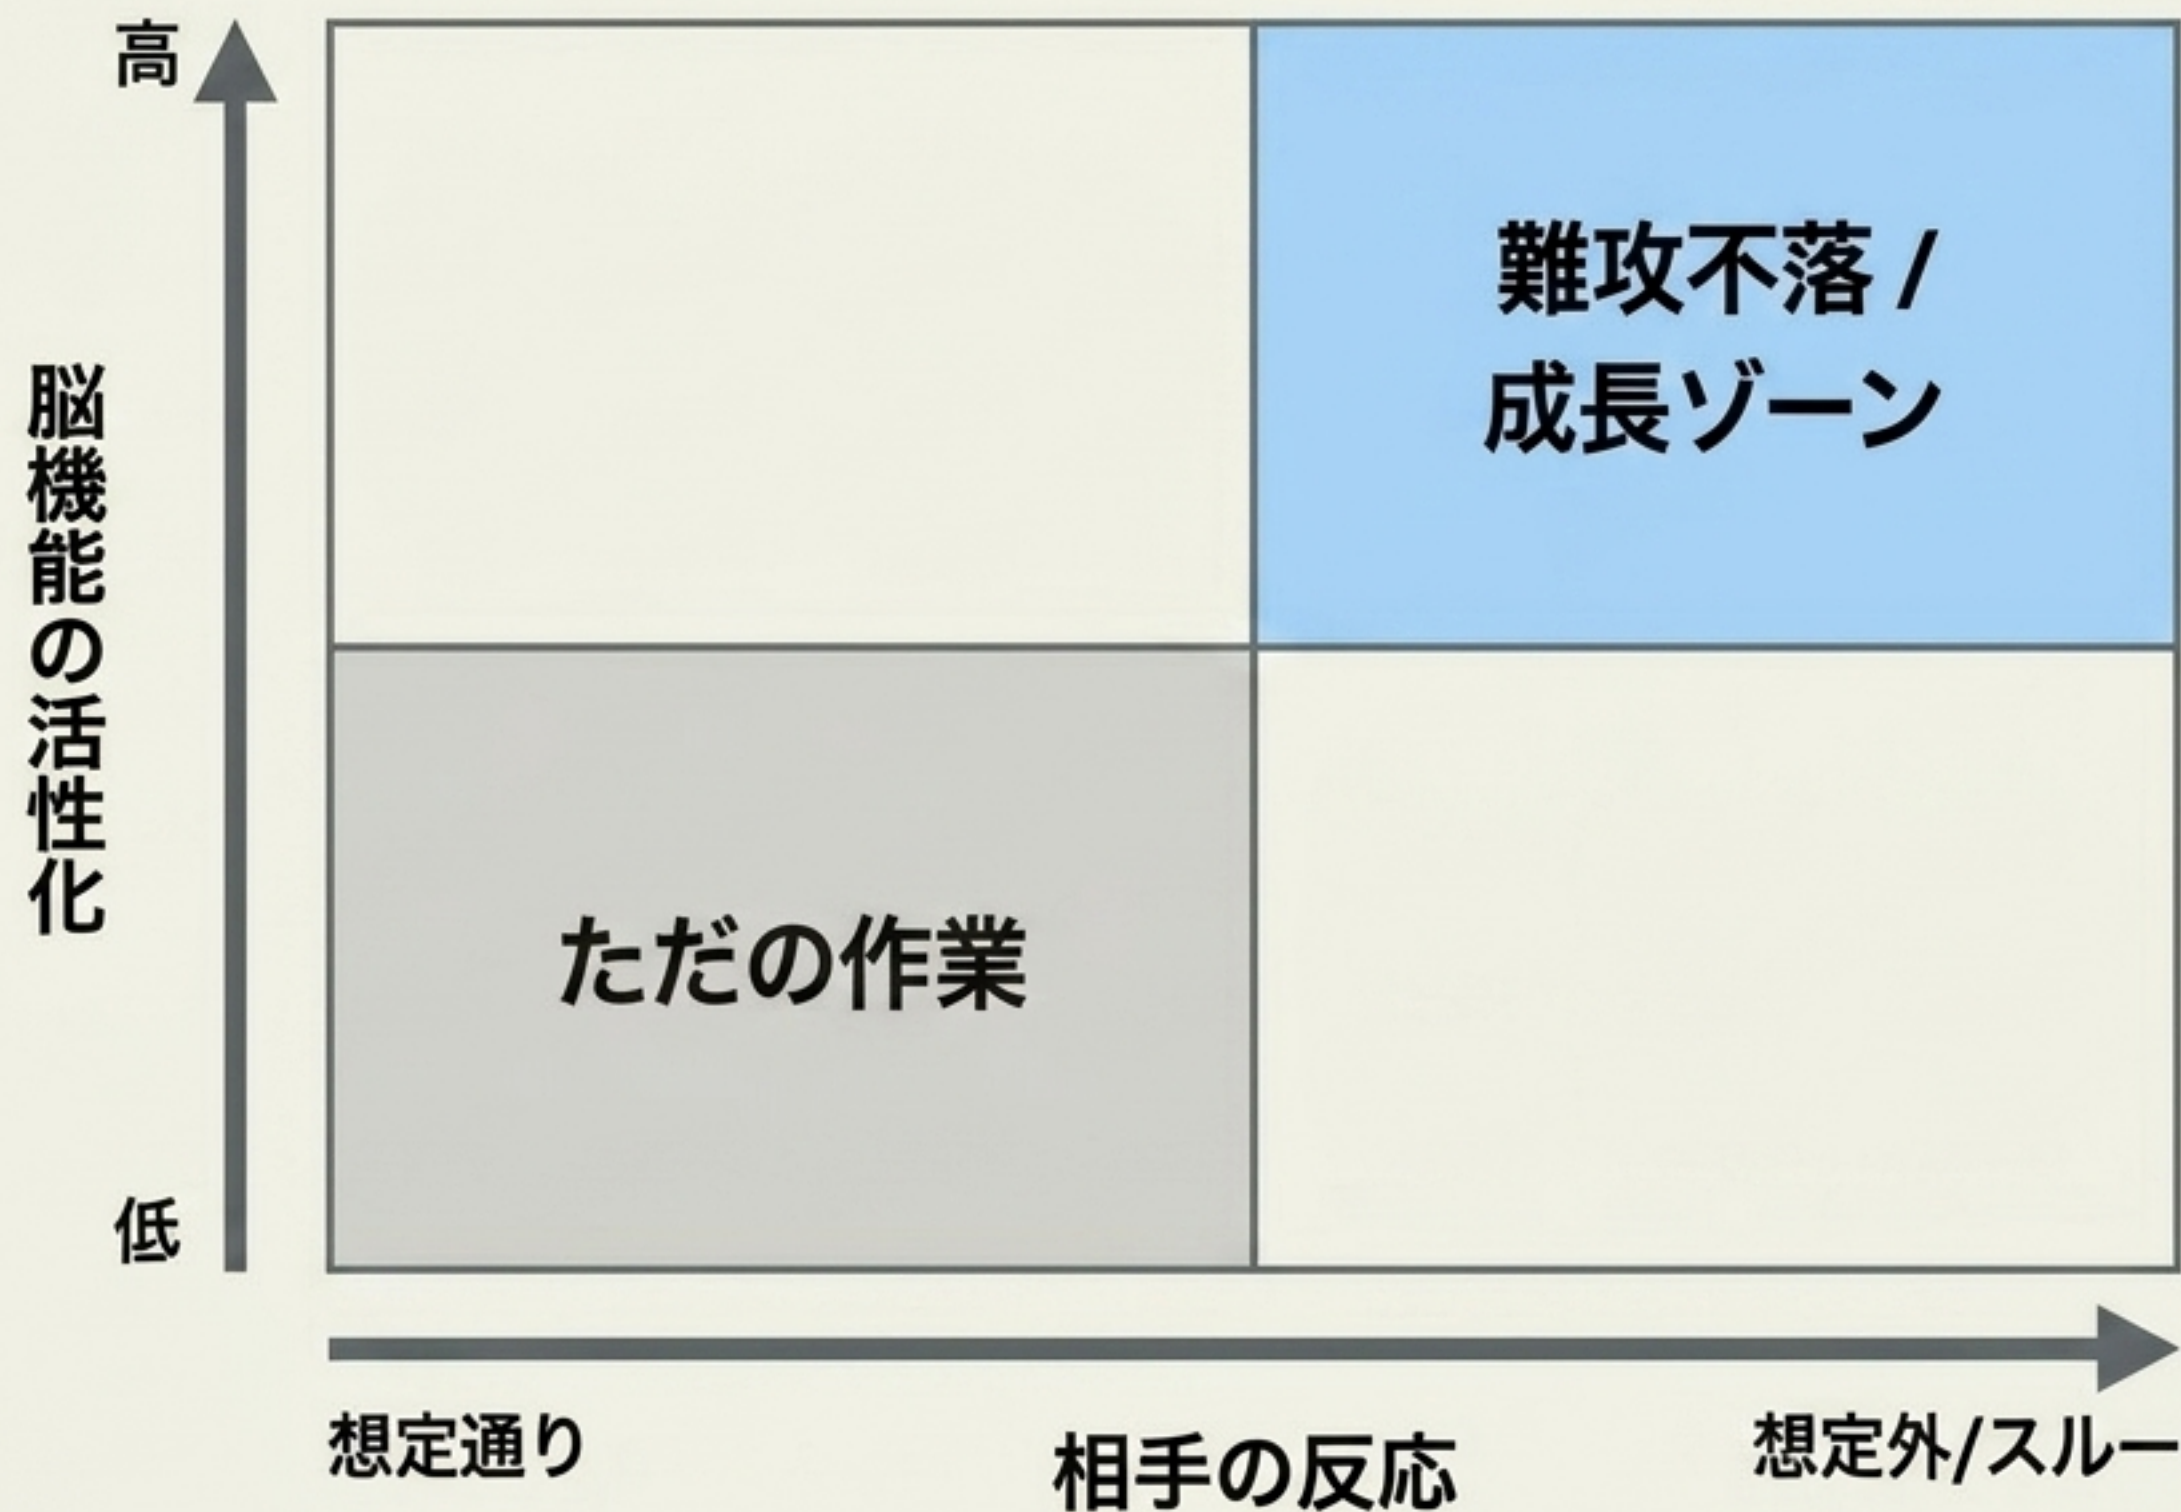 高
脳機能の活性化
低
難攻不落 /
成長ゾーン
ただの作業
想定通り
相手の反応
想定外/スルー